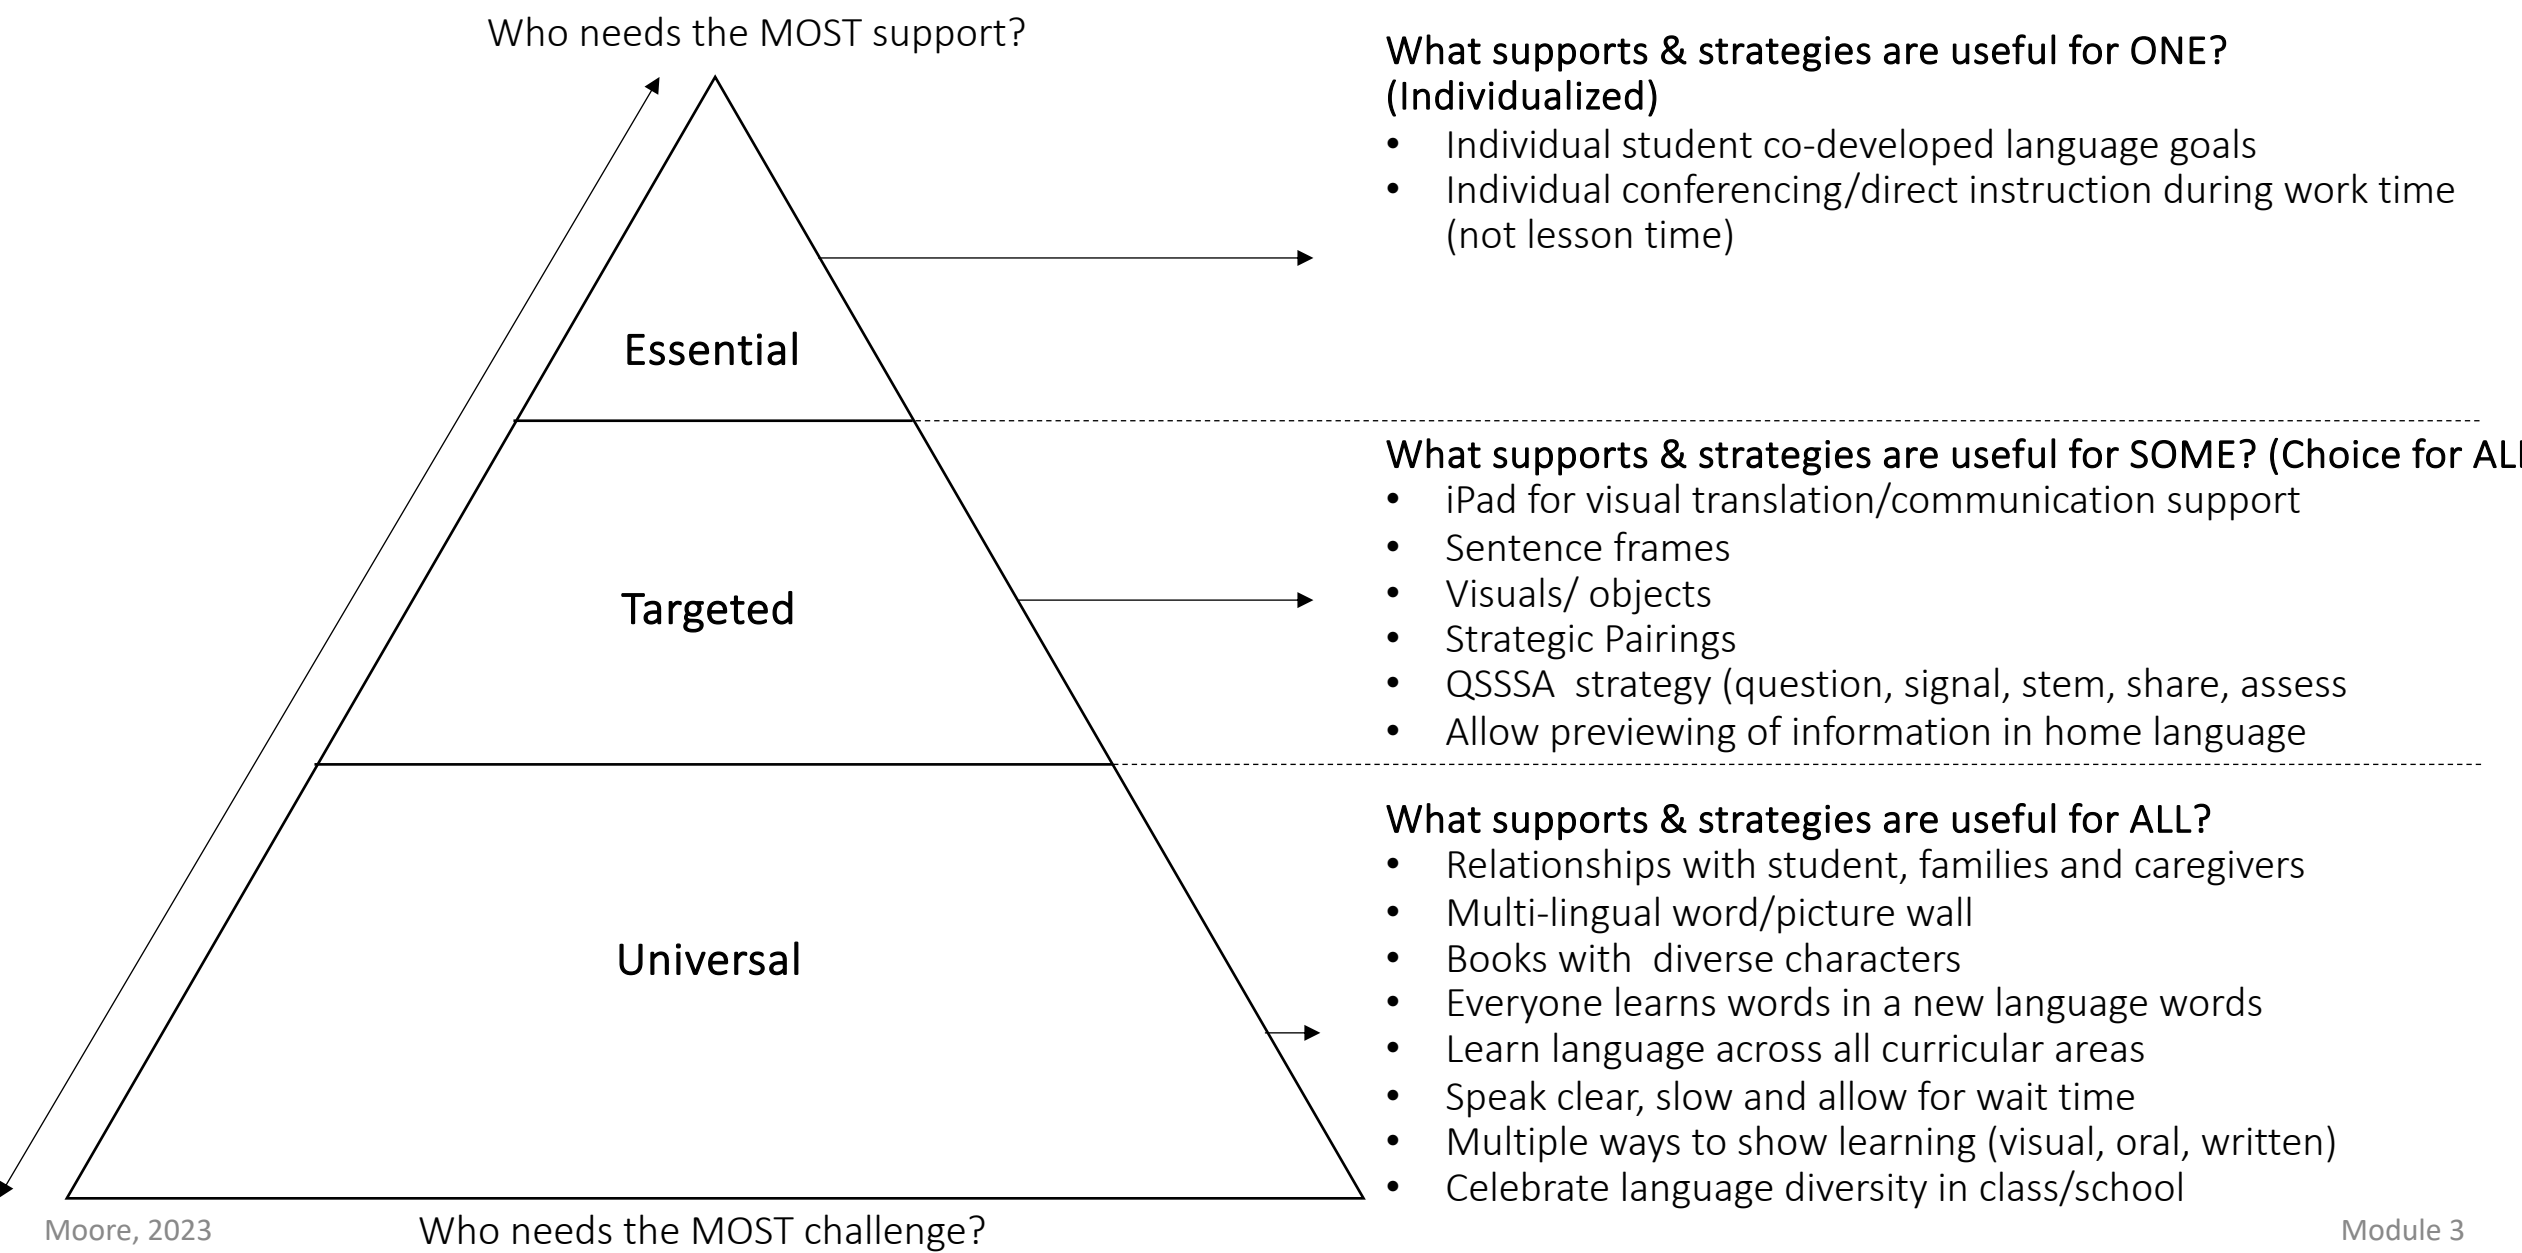 Who needs the MOST support?
Essential
Targeted
Universal
Who needs the MOST challenge?
What supports & strategies are useful for ONE?
(Individualized)
• Individual student co-developed language goals
• Individual conferencing/direct instruction during work time
(not lesson time)
What supports & strategies are useful for SOME? (Choice for ALL
• iPad for visual translation/communication support
• Sentence frames
• Visuals/ objects
• Strategic Pairings
• QSSSA  strategy (question, signal, stem, share, assess
• Allow previewing of information in home language
What supports & strategies are useful for ALL?
• Relationships with student, families and caregivers
• Multi-lingual word/picture wall
• Books with  diverse characters
• Everyone learns words in a new language words
• Learn language across all curricular areas
• Speak clear, slow and allow for wait time
• Multiple ways to show learning (visual, oral, written)
• Celebrate language diversity in class/school
Moore, 2023
Module 3